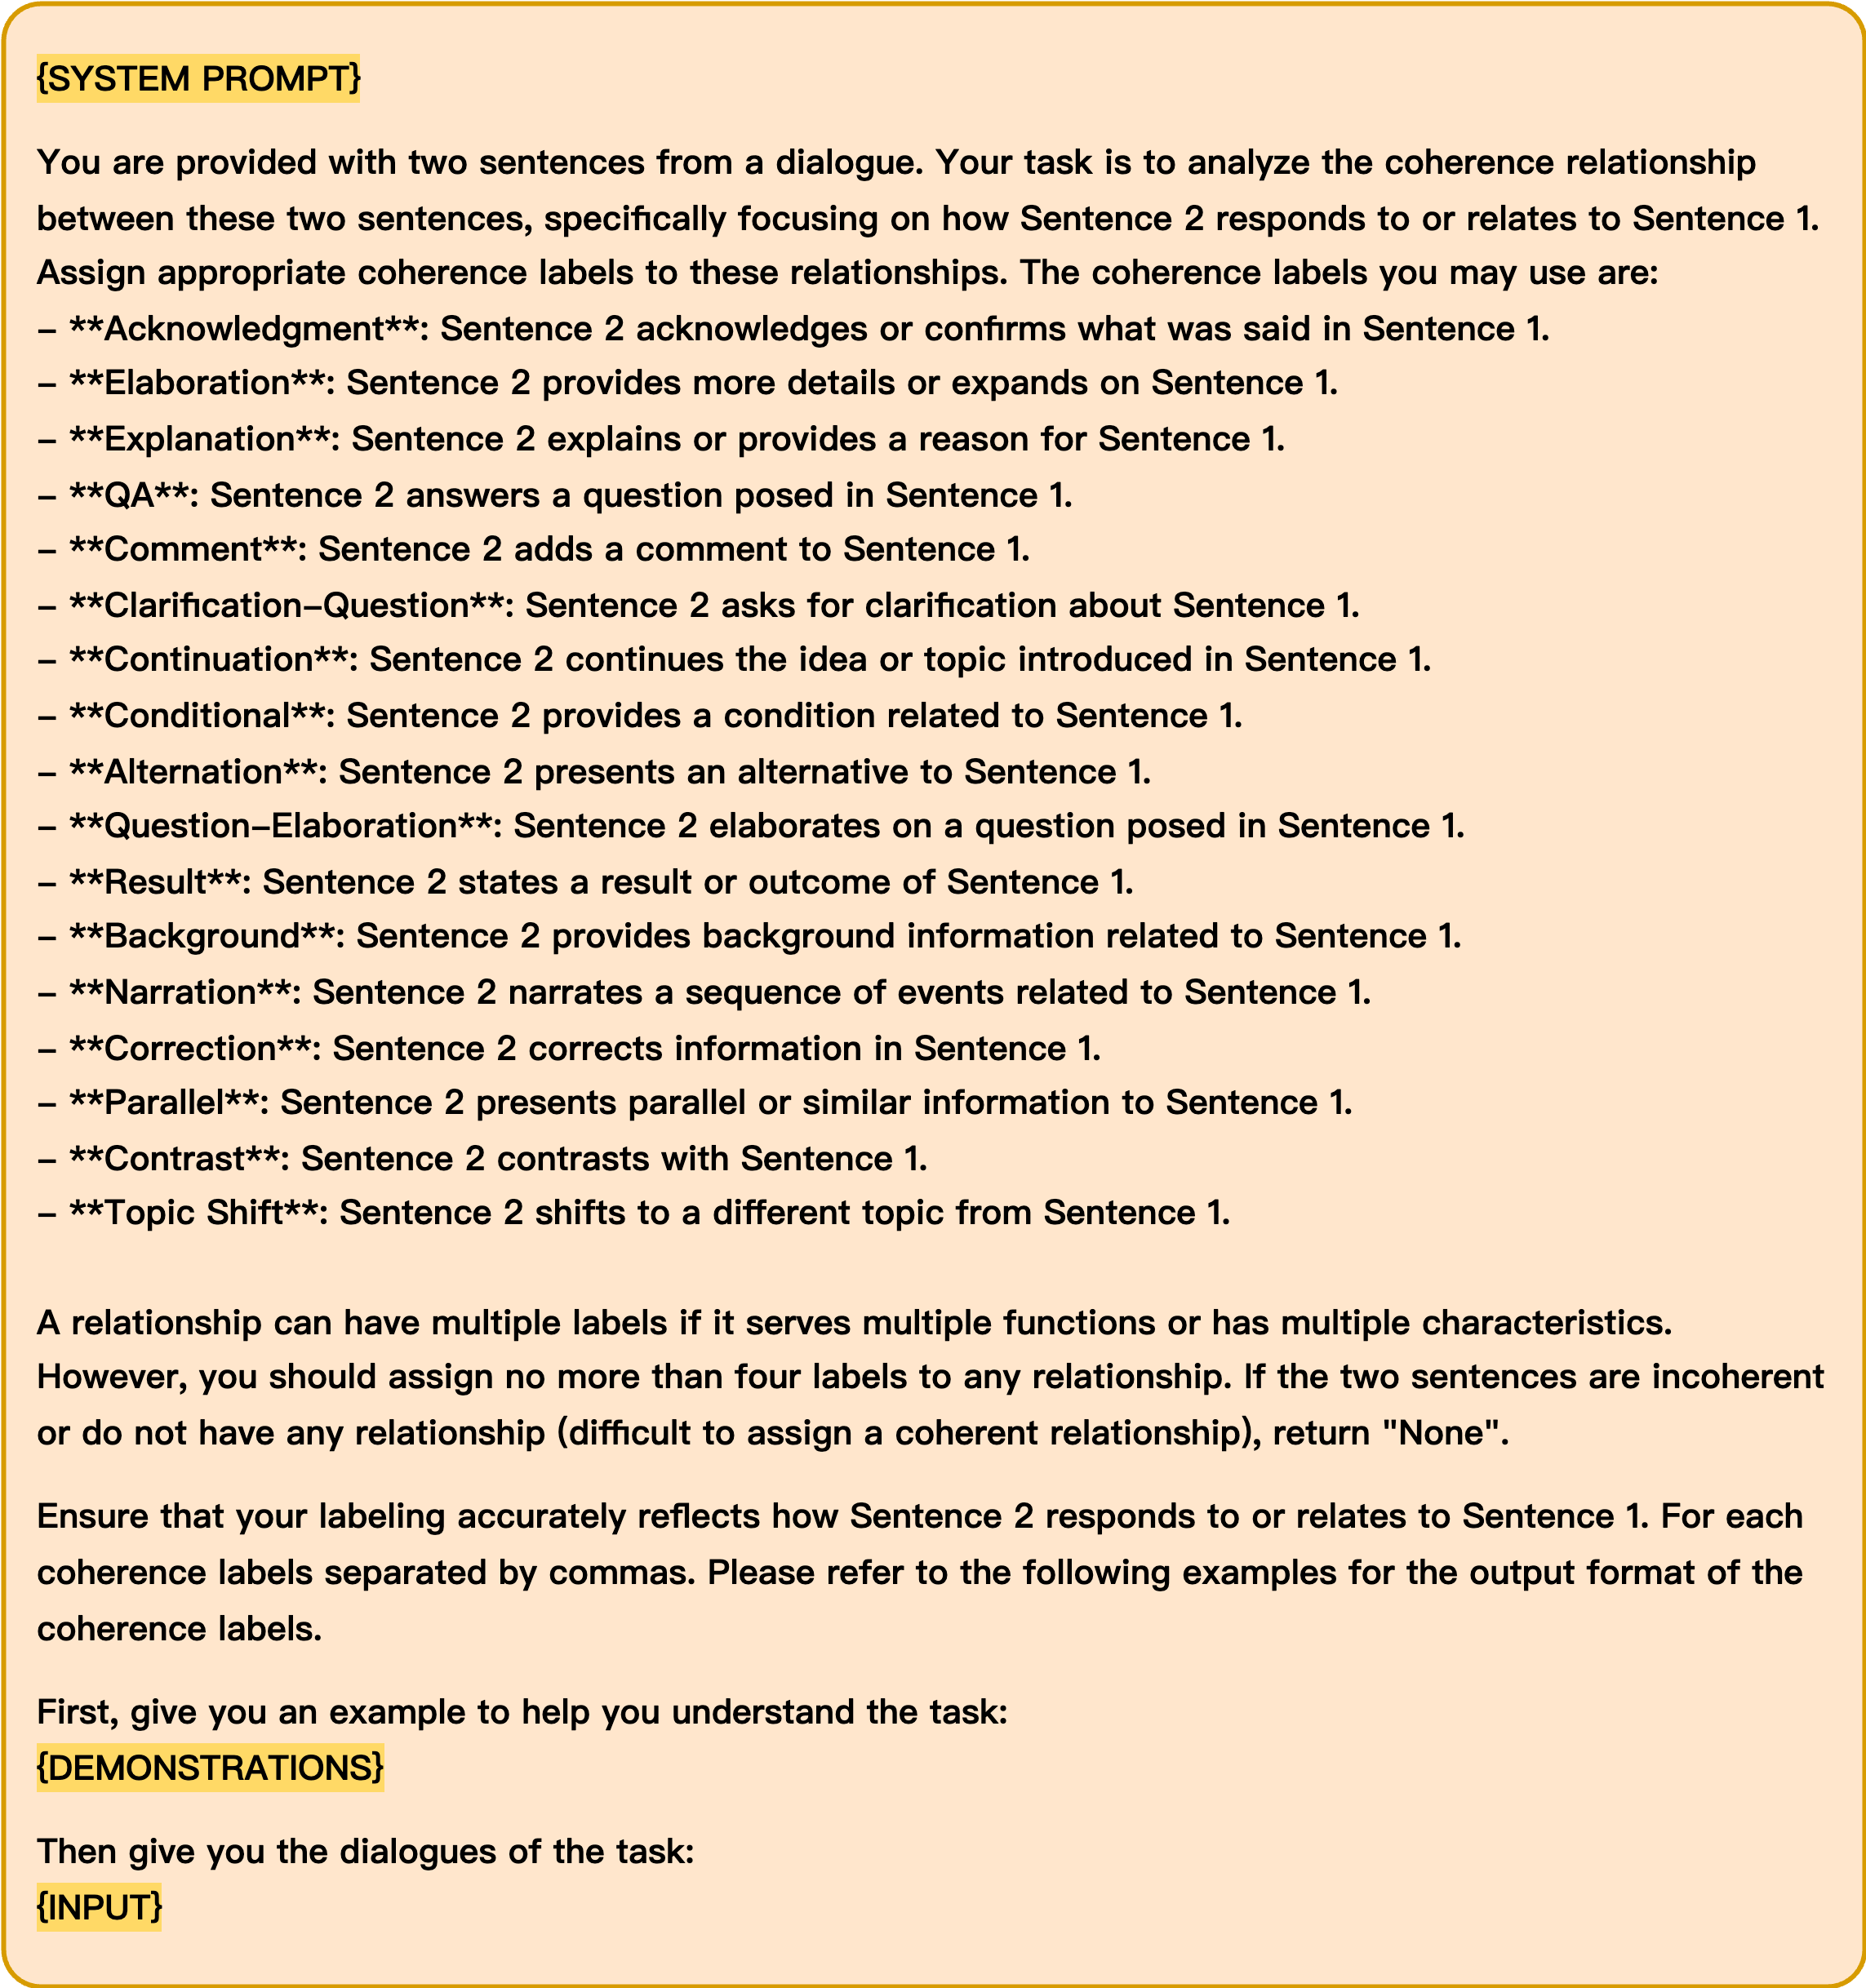 {SYSTEM PROMPT}
You are provided with two sentences from a dialogue. Your task is to analyze the coherence relationship
between these two sentences, specifically focusing on how Sentence 2 responds to or relates to Sentence 1.
Assign appropriate coherence labels to these relationships. The coherence labels you may use are:
– **Acknowledgment**: Sentence 2 acknowledges or confirms what was said in Sentence 1.
– **Elaboration**: Sentence 2 provides more details or expands on Sentence 1.
– **Explanation**: Sentence 2 explains or provides a reason for Sentence 1.
– **QA**: Sentence 2 answers a question posed in Sentence 1.
– **Comment**: Sentence 2 adds a comment to Sentence 1.
– **Clarification–Question**: Sentence 2 asks for clarification about Sentence 1.
– **Continuation**: Sentence 2 continues the idea or topic introduced in Sentence 1.
– **Conditional**: Sentence 2 provides a condition related to Sentence 1.
– **Alternation**: Sentence 2 presents an alternative to Sentence 1.
– **Question–Elaboration**: Sentence 2 elaborates on a question posed in Sentence 1.
– **Result**: Sentence 2 states a result or outcome of Sentence 1.
– **Background**: Sentence 2 provides background information related to Sentence 1.
– **Narration**: Sentence 2 narrates a sequence of events related to Sentence 1.
– **Correction**: Sentence 2 corrects information in Sentence 1.
– **Parallel**: Sentence 2 presents parallel or similar information to Sentence 1.
– **Contrast**: Sentence 2 contrasts with Sentence 1.
– **Topic Shift**: Sentence 2 shifts to a different topic from Sentence 1.
A relationship can have multiple labels if it serves multiple functions or has multiple characteristics.
However, you should assign no more than four labels to any relationship. If the two sentences are incoherent
or do not have any relationship (difficult to assign a coherent relationship), return "None".
Ensure that your labeling accurately reflects how Sentence 2 responds to or relates to Sentence 1. For each
coherence labels separated by commas. Please refer to the following examples for the output format of the
coherence labels.
First, give you an example to help you understand the task:
{DEMONSTRATIONS}
Then give you the dialogues of the task:
{INPUT}